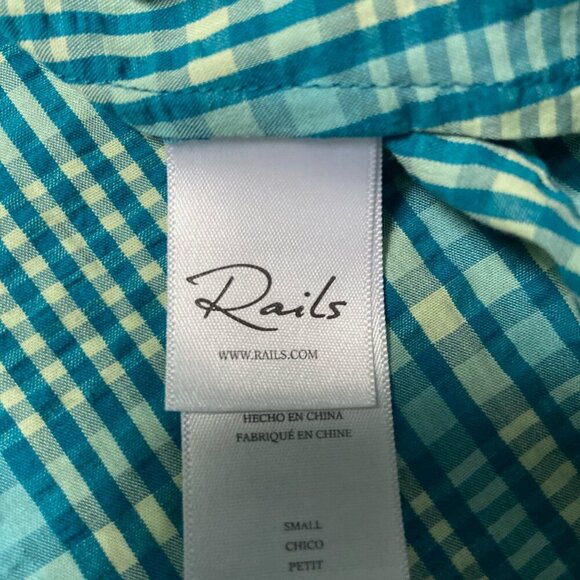 Rails
WWW.RAILS.COM
HECHO EN CHINA
FABRIQUÉ EN CHINE
SMALL
CHICO
PETIT